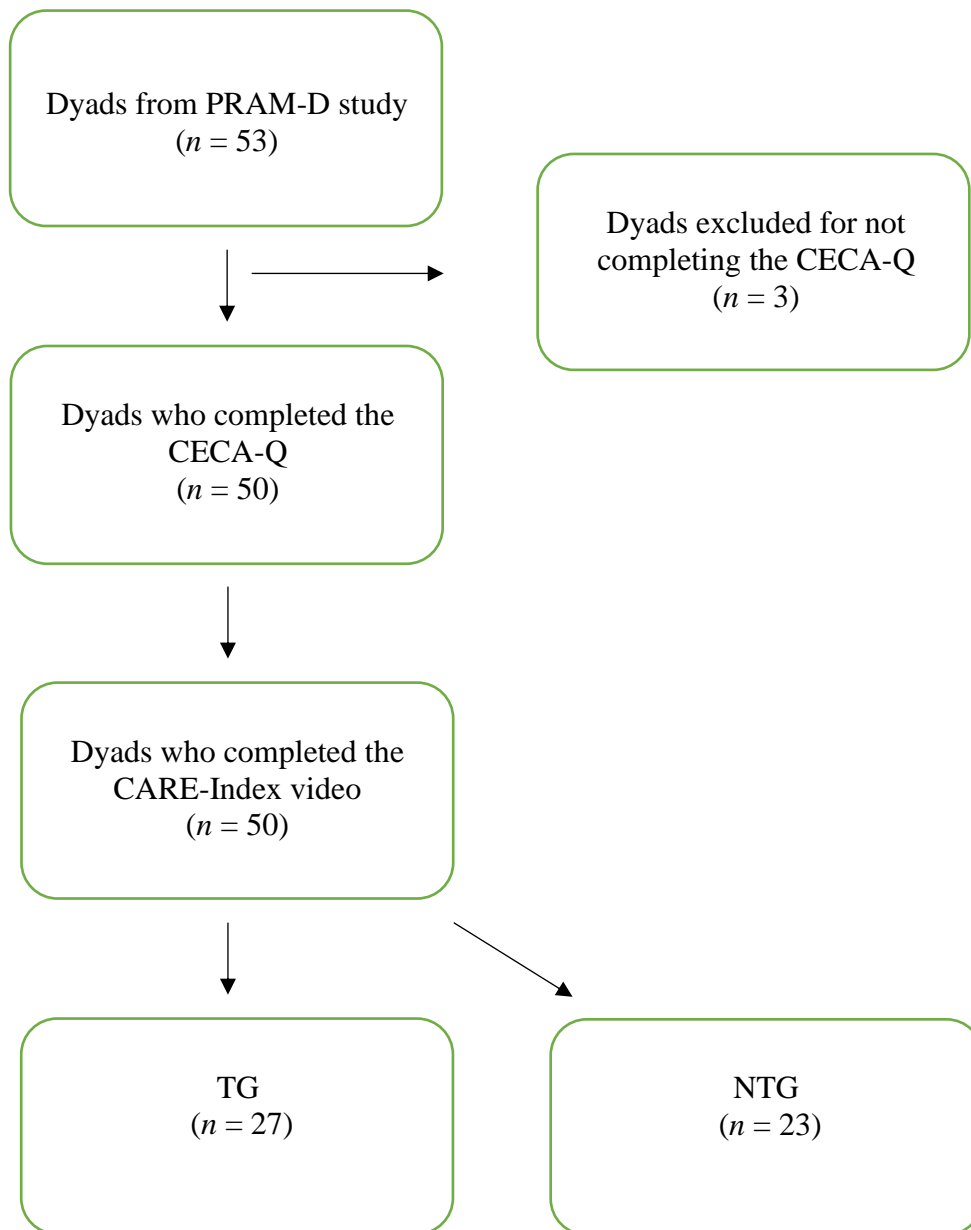 Dyads from PRAM-D study
(n = 53)
Dyads excluded for not
completing the CECA-Q
(n = 3)
Dyads who completed the
CECA-Q
(n = 50)
Dyads who completed the
CARE-Index video
(n = 50)
TG
(n = 27)
NTG
(n = 23)